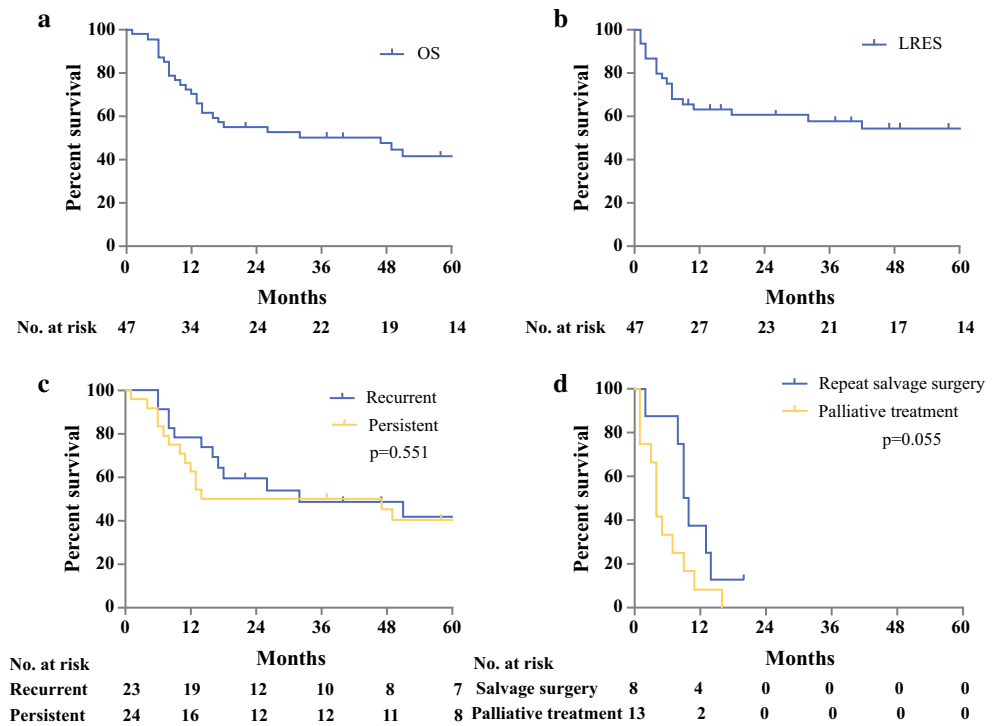 a
100
80
60
40
20
0
Percent survival
OS
0 12 24 36 48 60
Months
No. at risk 47 34 24 22 19 14
b
100
80
60
40
20
0
Percent survival
LRES
0 12 24 36 48 60
Months
No. at risk 47 27 23 21 17 14
c
100
80
60
40
20
0
Percent survival
Recurrent
Persistent
p=0.551
0 12 24 36 48 60
Months
No. at risk
Recurrent 23 19 12 10 8 7
Persistent 24 16 12 12 11 8
d
100
80
60
40
20
0
Percent survival
Repeat salvage surgery
Palliative treatment
p=0.055
0 12 24 36 48 60
Months
No. at risk
Salvage surgery 8 4 0 0 0 0
Palliative treatment 13 2 0 0 0 0